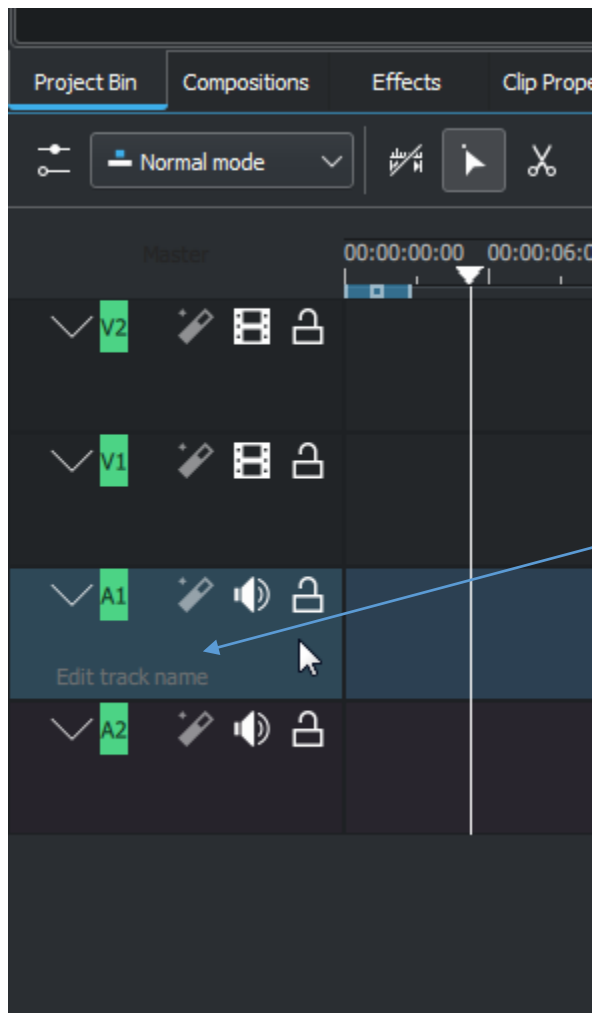 Project Bin Compositions Effects Clip Prope
Normal mode
Master 00:00:00:00 00:00:06:0
V2
V1
A1
Edit track name
A2